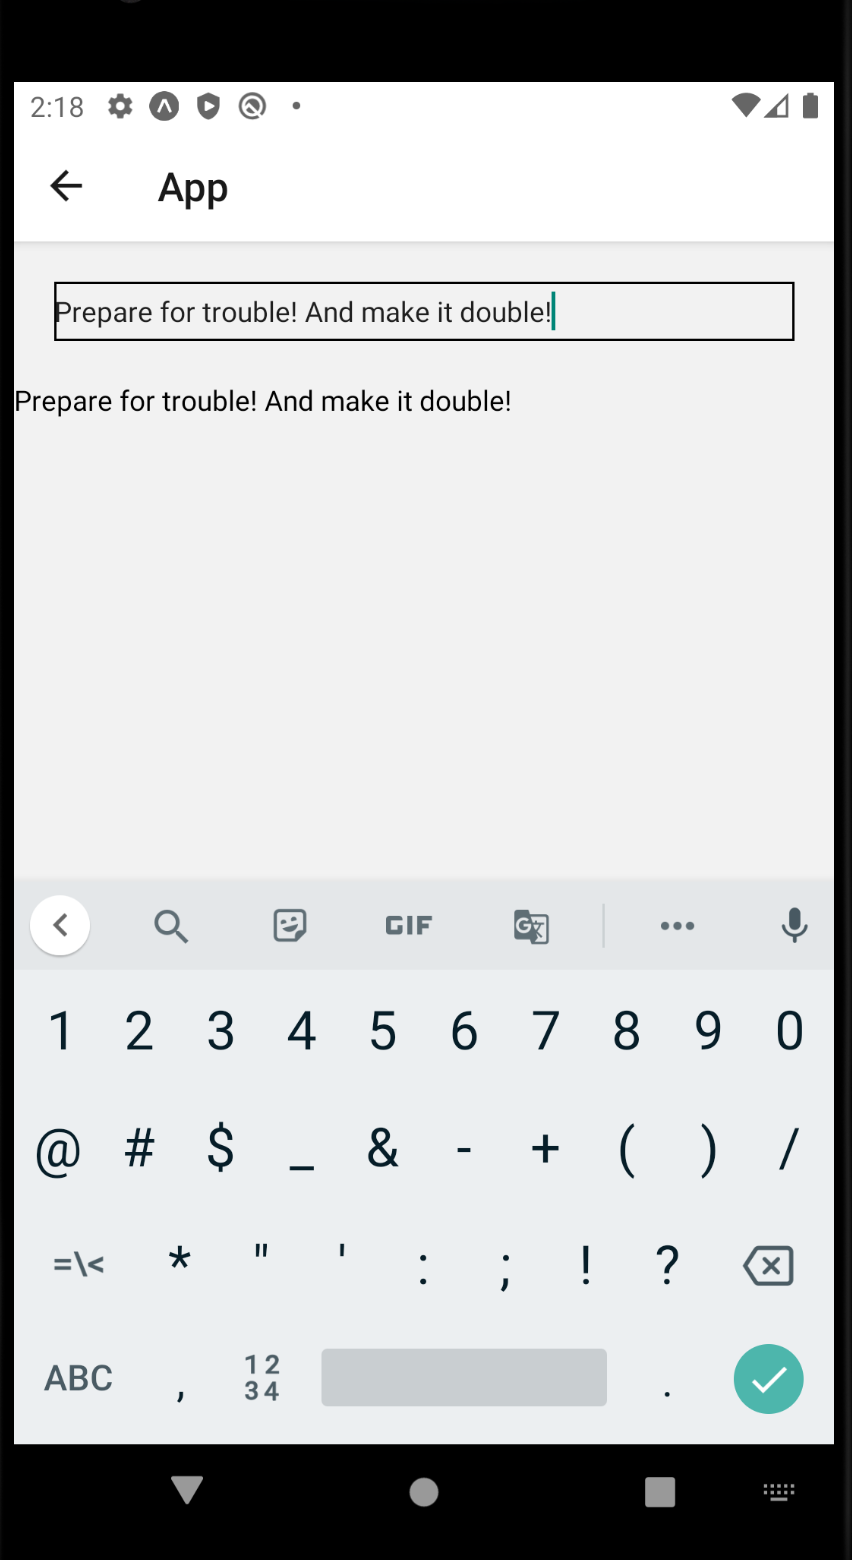 2:18
App
Prepare for trouble! And make it double!
Prepare for trouble! And make it double!
GIF
1 2 3 4 5 6 7 8 9 0
@ # $ _ & - + ( ) /
=\< * " ' : ; ! ?
ABC , 12 34 .